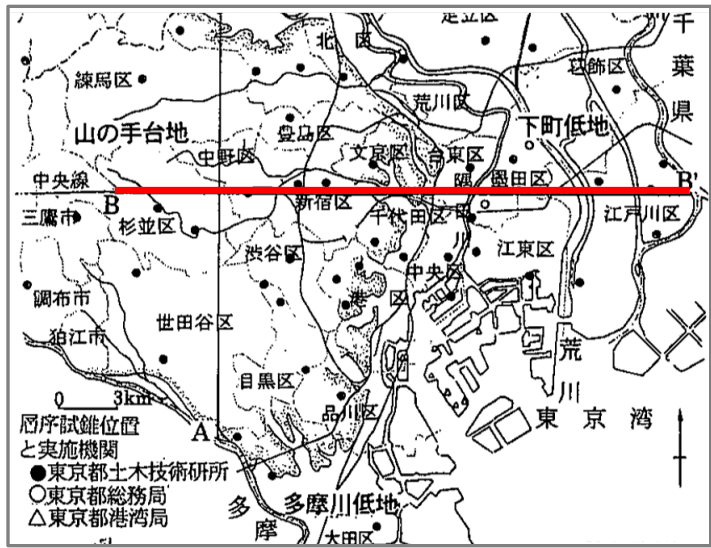 北 区
足立区
千葉県
葛飾区
練馬区
荒川区
山の手台地
豊島区
下町低地
中野区
文京区
台東区
墨田区
中央線
B
B'
隅田川
新宿区
千代田区
江戸川区
三鷹市
杉並区
渋谷区
江東区
中央区
調布市
港 区
世田谷区
狛江市
荒川
目黒区
0 3km
品川区
東京湾
層序試錐位置
A
と実施機関
●東京都土木技術研所
○東京都総務局
△東京都港湾局
多摩川低地
多摩
大田区